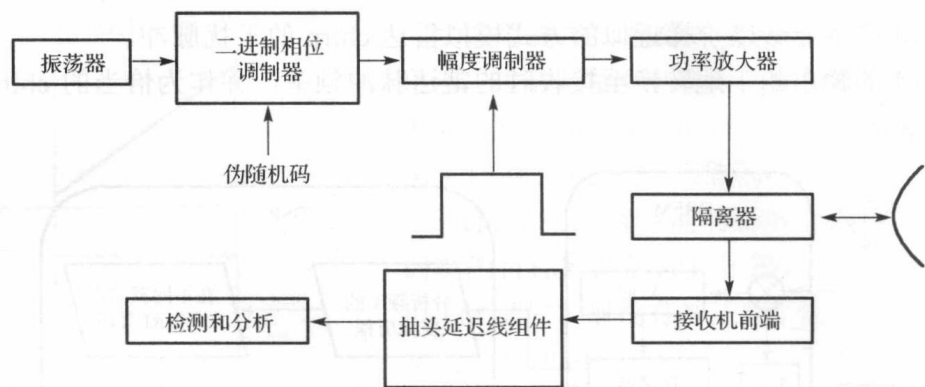 振荡器
二进制相位
调制器
幅度调制器
功率放大器
伪随机码
隔离器
检测和分析
抽头延迟线组件
接收机前端